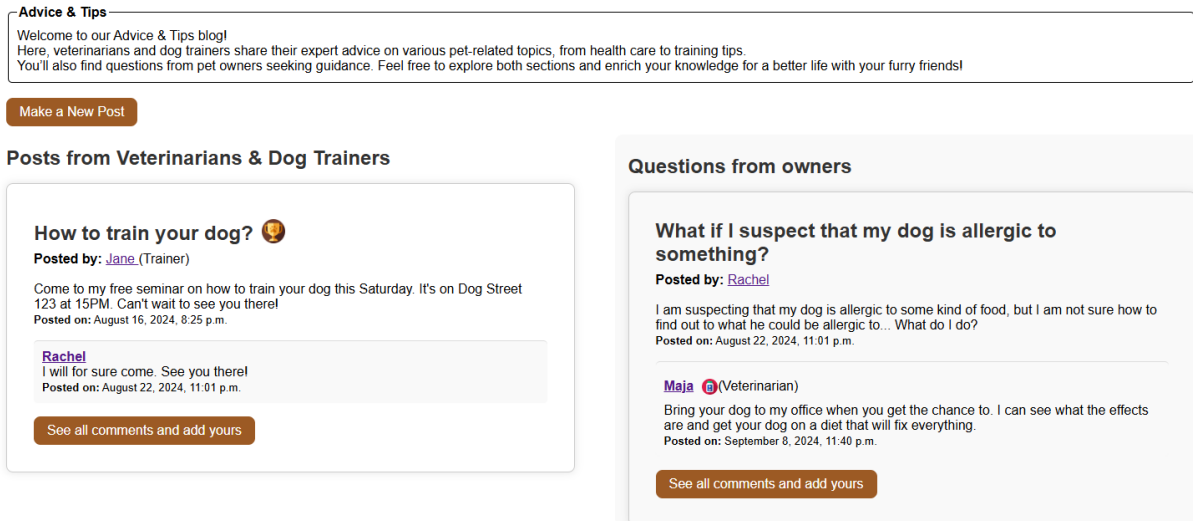 Advice & Tips
Welcome to our Advice & Tips blog!
Here, veterinarians and dog trainers share their expert advice on various pet-related topics, from health care to training tips.
You'll also find questions from pet owners seeking guidance. Feel free to explore both sections and enrich your knowledge for a better life with your furry friends!
Make a New Post
Posts from Veterinarians & Dog Trainers
How to train your dog?
Posted by: Jane (Trainer)
Come to my free seminar on how to train your dog this Saturday. It's on Dog Street
123 at 15PM. Can't wait to see you there!
Posted on: August 16, 2024, 8:25 p.m.
Rachel
I will for sure come. See you there!
Posted on: August 22, 2024, 11:01 p.m.
See all comments and add yours
Questions from owners
What if I suspect that my dog is allergic to
something?
Posted by: Rachel
I am suspecting that my dog is allergic to some kind of food, but I am not sure how to
find out to what he could be allergic to... What do I do?
Posted on: August 22, 2024, 11:01 p.m.
Maja (Veterinarian)
Bring your dog to my office when you get the chance to. I can see what the effects
are and get your dog on a diet that will fix everything.
Posted on: September 8, 2024, 11:40 p.m.
See all comments and add yours